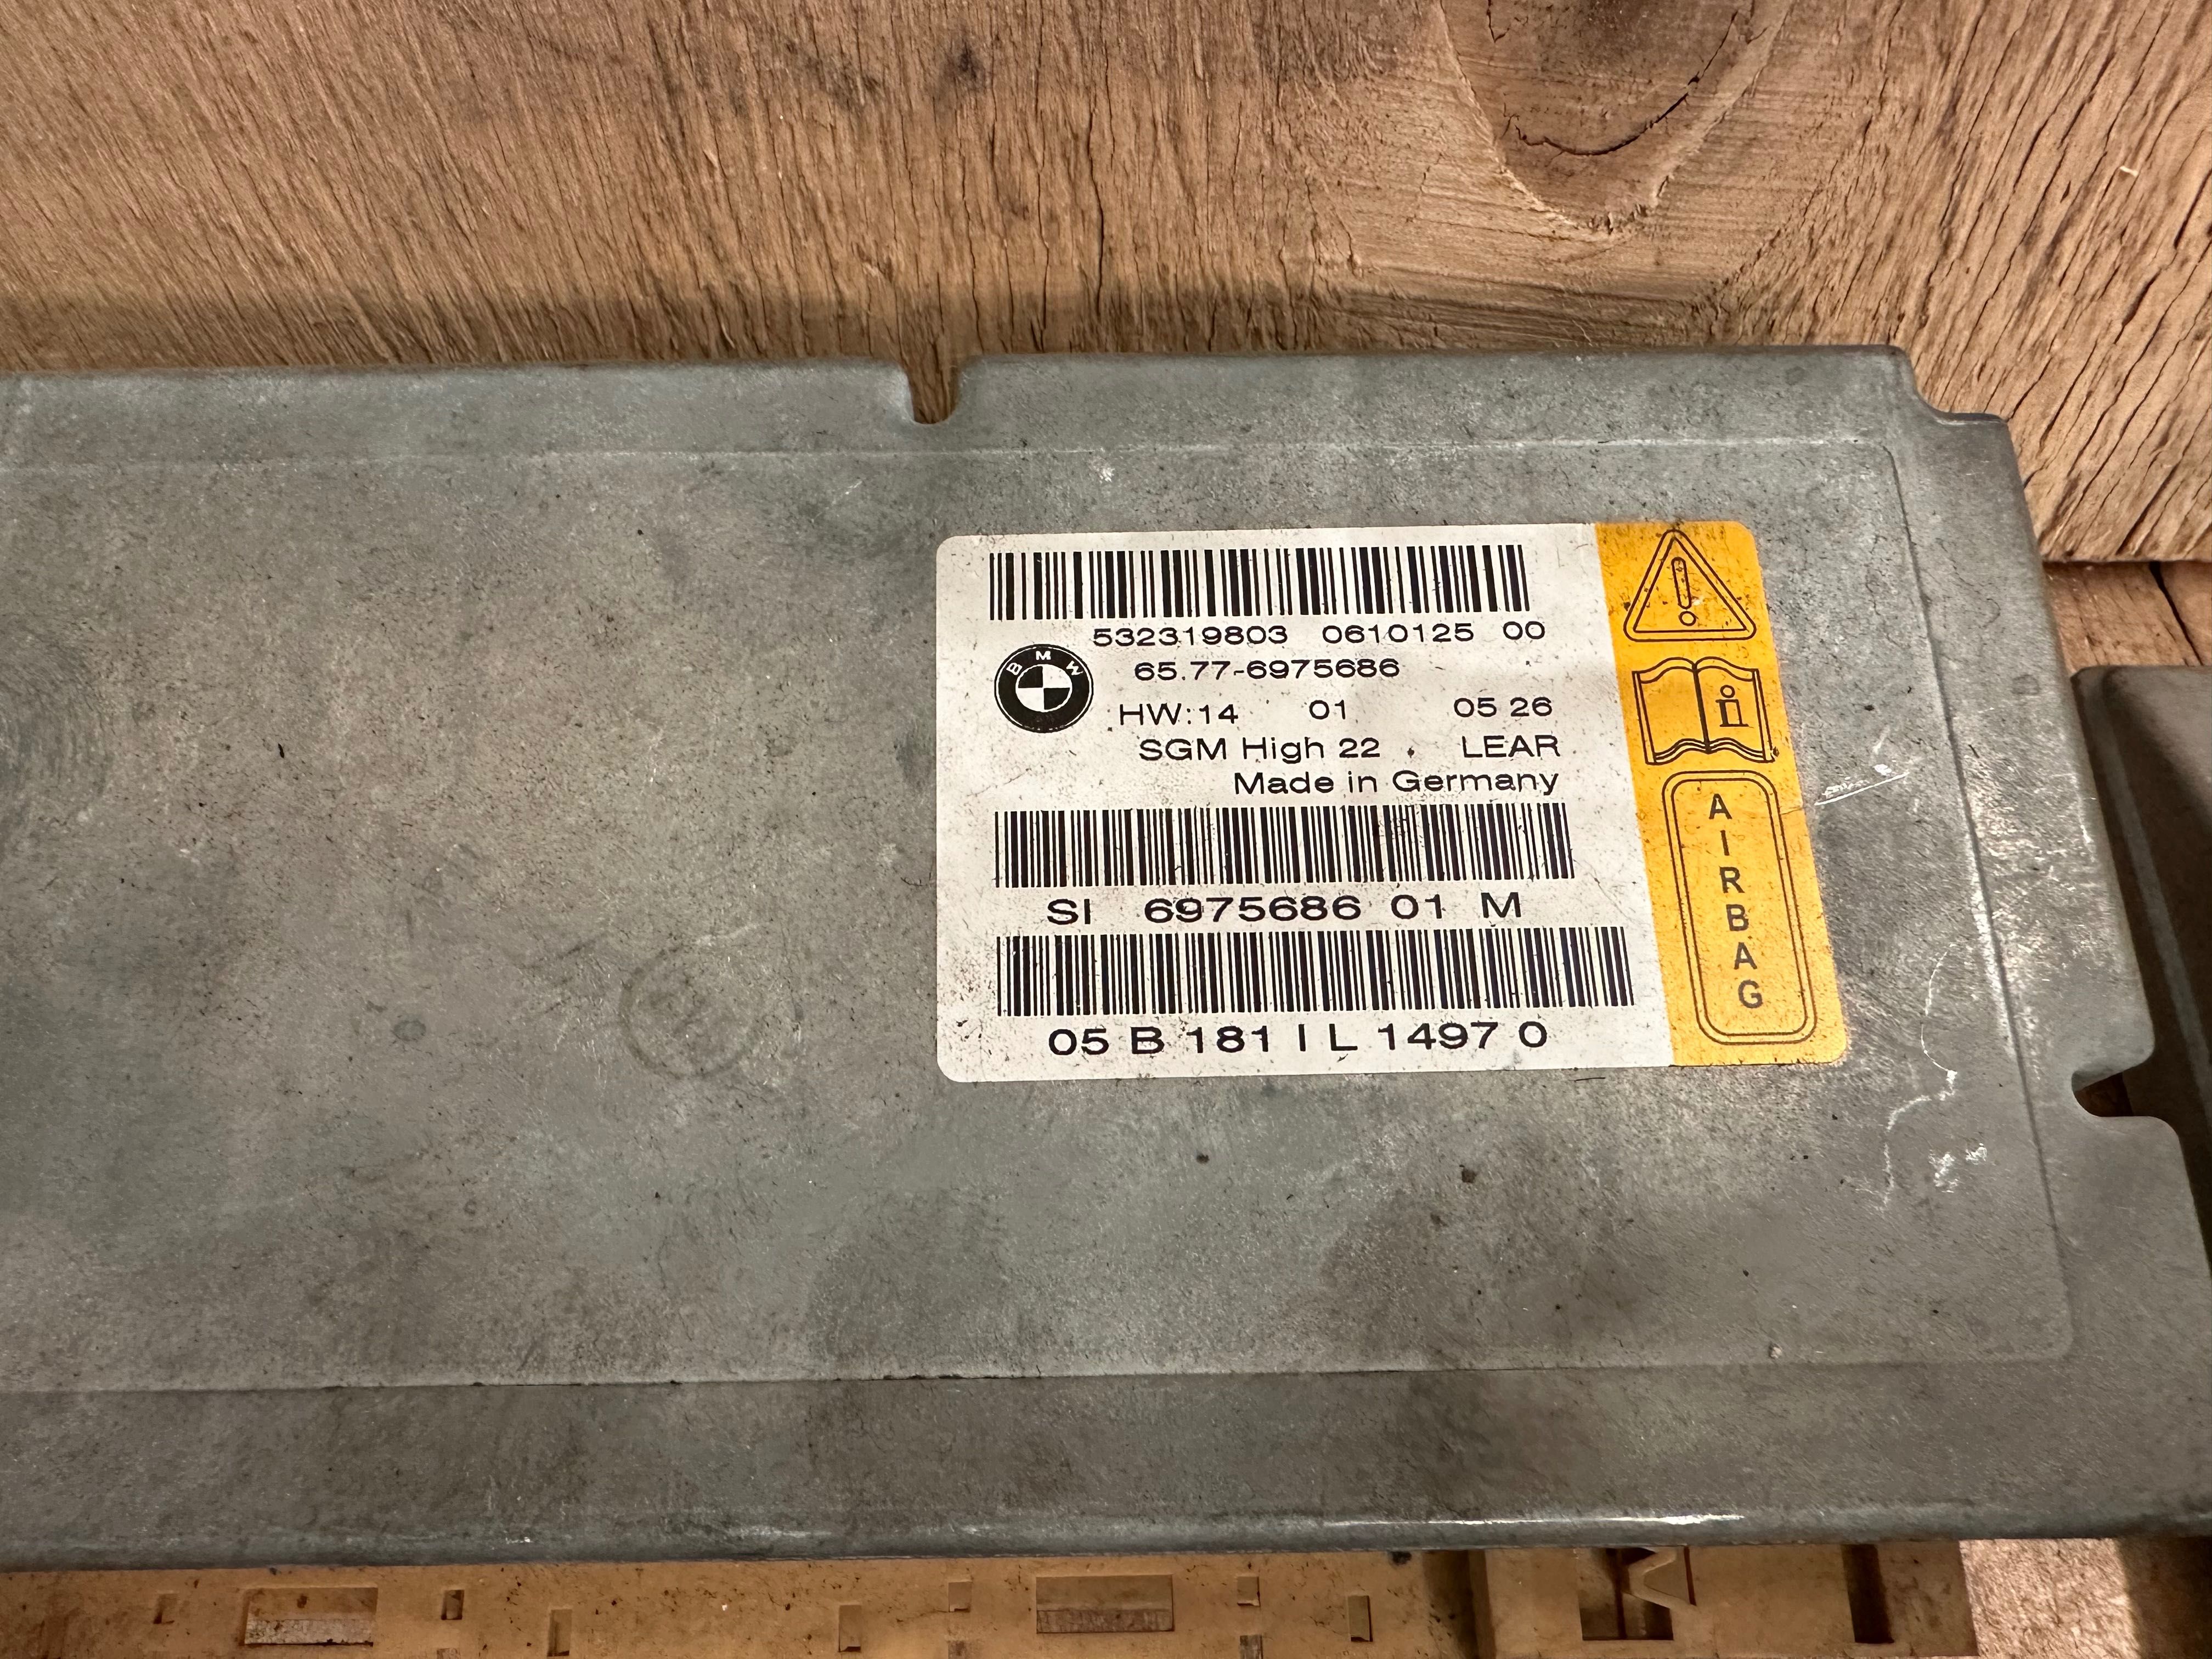 532319803 0610125 00
BMW
65.77-6975686
HW:14 01 05 26
SGM High 22 LEAR
Made in Germany
SI 6975686 01 M
05 B 181 I L 1497 0
AIRBAG